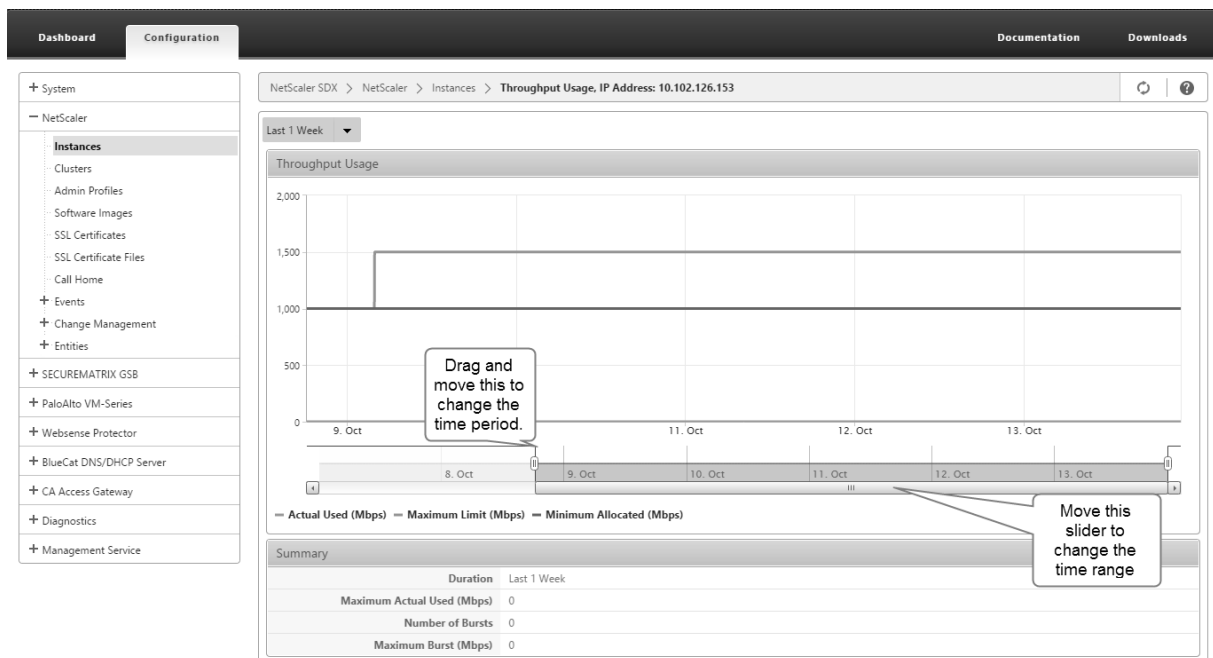 Dashboard Configuration Documentation Downloads
+ System
− NetScaler
Instances
Clusters
Admin Profiles
Software Images
SSL Certificates
SSL Certificate Files
Call Home
+ Events
+ Change Management
+ Entities
+ SECUREMATRIX GSB
+ PaloAlto VM-Series
+ Websense Protector
+ BlueCat DNS/DHCP Server
+ CA Access Gateway
+ Diagnostics
+ Management Service
NetScaler SDX > NetScaler > Instances > Throughput Usage, IP Address: 10.102.126.153
Last 1 Week
Throughput Usage
2,000
1,500
1,000
500
0
Drag and
move this to
change the
time period.
9. Oct 11. Oct 12. Oct 13. Oct
8. Oct 9. Oct 10. Oct 11. Oct 12. Oct 13. Oct
Move this
slider to
change the
time range
− Actual Used (Mbps) − Maximum Limit (Mbps) − Minimum Allocated (Mbps)
Summary
Duration Last 1 Week
Maximum Actual Used (Mbps) 0
Number of Bursts 0
Maximum Burst (Mbps) 0